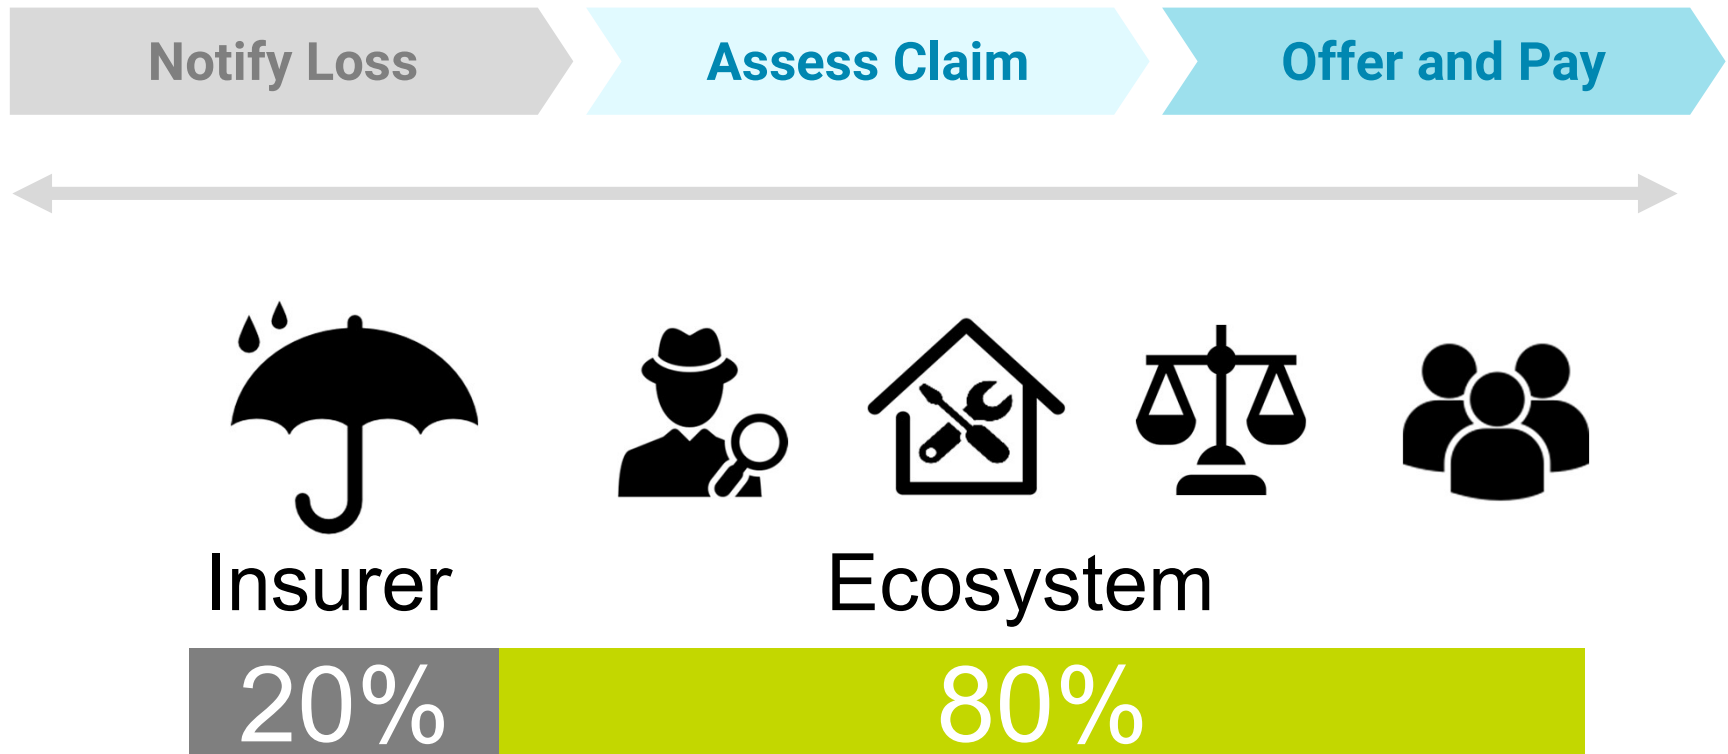 Notify Loss
Assess Claim
Offer and Pay
Insurer
Ecosystem
20%
80%